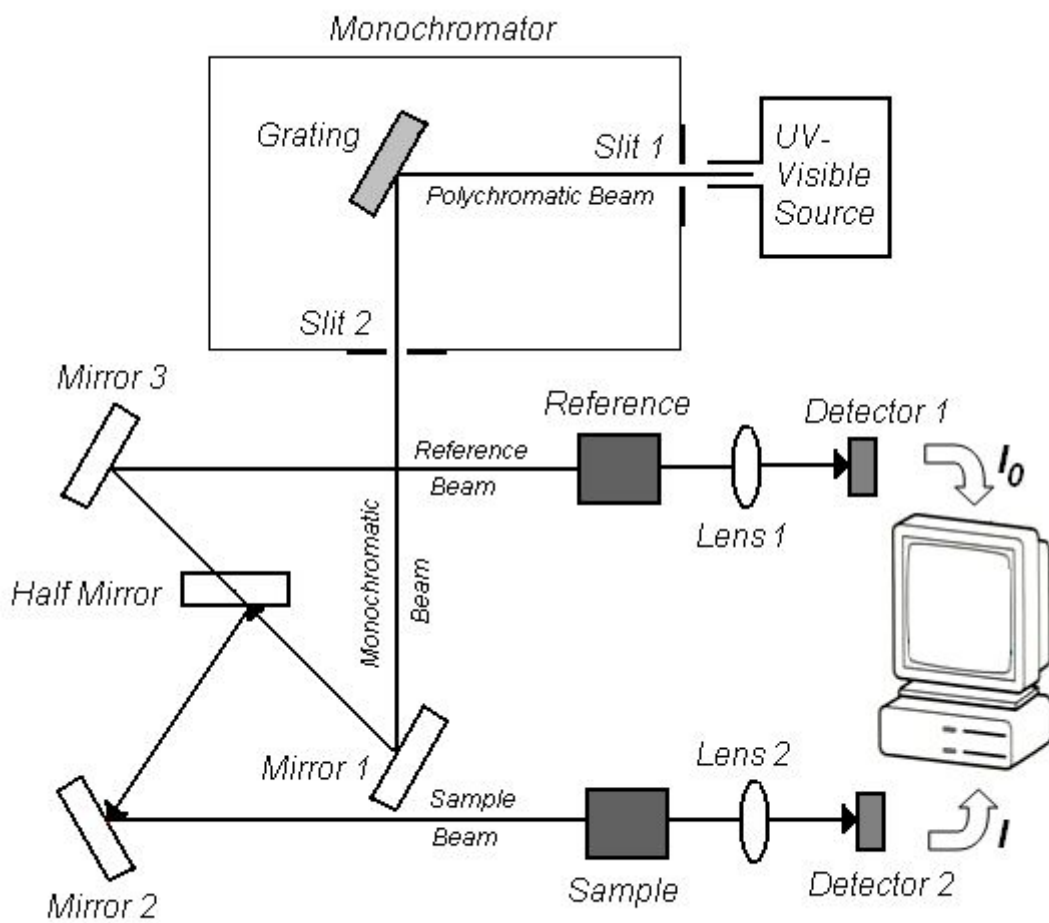 Monochromator
Grating
Slit 1
UV-
Visible
Source
Polychromatic Beam
Slit 2
Mirror 3
Reference
Detector 1
Reference
Beam
I0
Lens 1
Monochromatic
Beam
Half Mirror
Mirror 1
Lens 2
Sample
Beam
I
Mirror 2
Sample
Detector 2